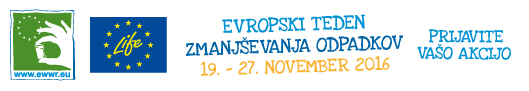 www.ewwr.eu
Life
EVROPSKI TEDEN
ZMANJŠEVANJA ODPADKOV
19. - 27. NOVEMBER 2016
PRIJAVITE
VAŠO AKCIJO